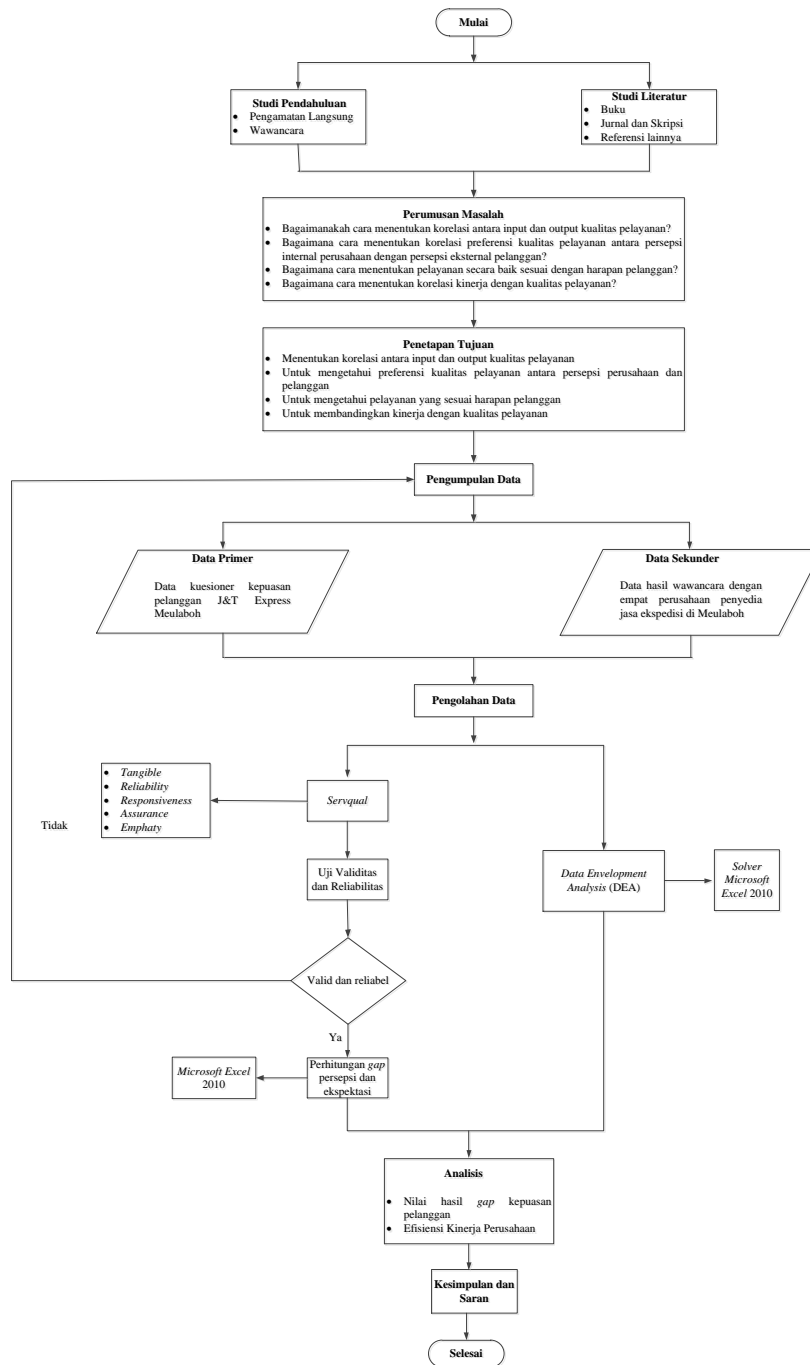 Mulai
Studi Pendahuluan
• Pengamatan Langsung
• Wawancara
Studi Literatur
• Buku
• Jurnal dan Skripsi
• Referensi lainnya
Perumusan Masalah
• Bagaimanakah cara menentukan korelasi antara input dan output kualitas pelayanan?
• Bagaimana cara menentukan korelasi preferensi kualitas pelayanan antara persepsi
internal perusahaan dengan persepsi eksternal pelanggan?
• Bagaimana cara menentukan pelayanan secara baik sesuai dengan harapan pelanggan?
• Bagaimana cara menentukan korelasi kinerja dengan kualitas pelayanan?
Penetapan Tujuan
• Menentukan korelasi antara input dan output kualitas pelayanan
• Untuk mengetahui preferensi kualitas pelayanan antara persepsi perusahaan dan
pelanggan
• Untuk mengetahui pelayanan yang sesuai harapan pelanggan
• Untuk membandingkan kinerja dengan kualitas pelayanan
Pengumpulan Data
Data Primer
Data kuesioner kepuasan
pelanggan J&T Express
Meulaboh
Data Sekunder
Data hasil wawancara dengan
empat perusahaan penyedia
jasa ekspedisi di Meulaboh
Pengolahan Data
• Tangible
• Reliability
• Responsiveness
• Assurance
• Emphaty
Servqual
Tidak
Uji Validitas
dan Reliabilitas
Data Envelopment
Analysis (DEA)
Solver
Microsoft
Excel 2010
Valid dan reliabel
Ya
Microsoft Excel
2010
Perhitungan gap
persepsi dan
ekspektasi
Analisis
• Nilai hasil gap kepuasan
pelanggan
• Efisiensi Kinerja Perusahaan
Kesimpulan dan
Saran
Selesai